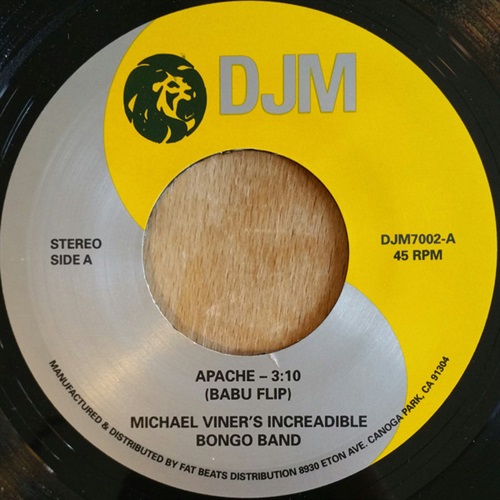 DJM
STEREO
SIDE A
DJM7002-A
45 RPM
APACHE – 3:10
(BABU FLIP)
MICHAEL VINER'S INCREADIBLE
BONGO BAND
MANUFACTURED & DISTRIBUTED BY FAT BEATS DISTRIBUTION 8930 ETON AVE. CANOGA PARK, CA 91304